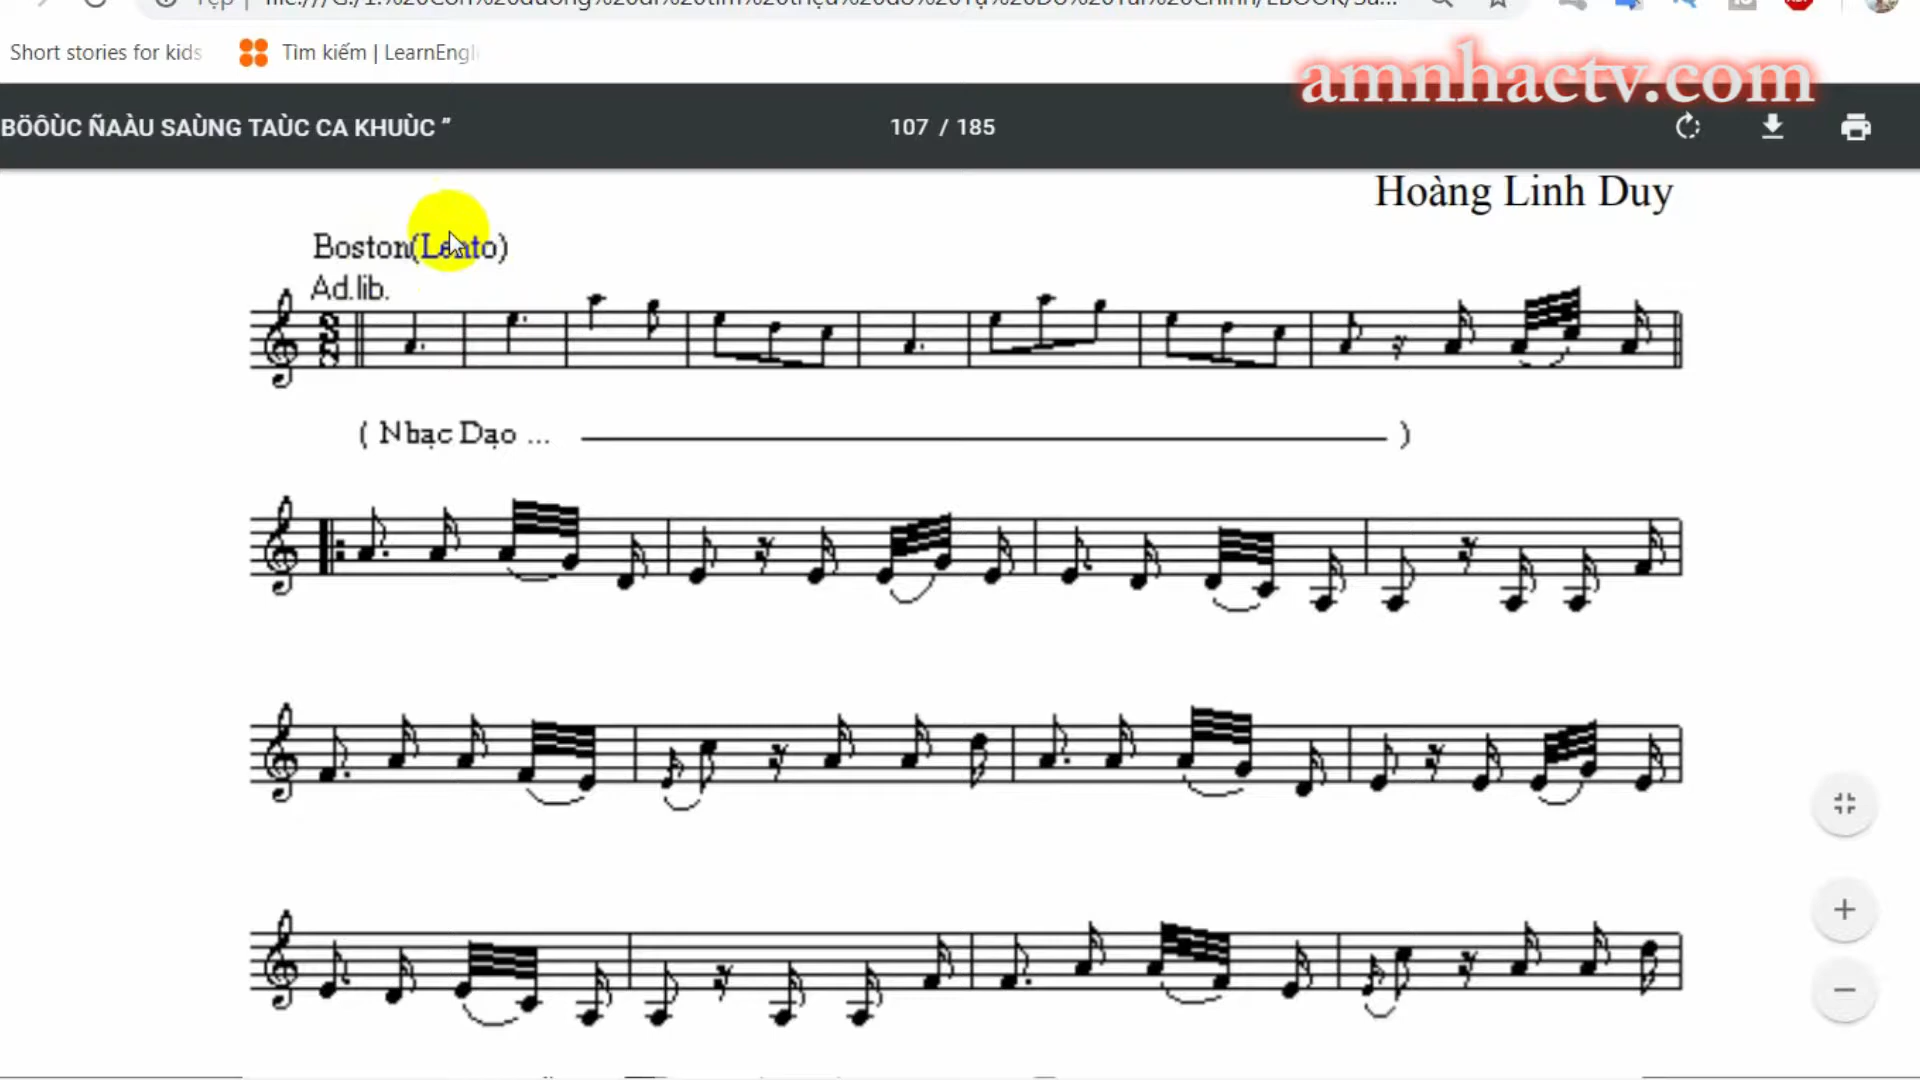 Short stories for kids Tìm kiếm | LearnEngl
amnhactv.com
BÖÔÙC ÑAÀU SAÙNG TAÙC CA KHUÙC ”
107 / 185
Hoàng Linh Duy
Boston(Lento)
Ad.lib.
( Nhạc Dạo ... )